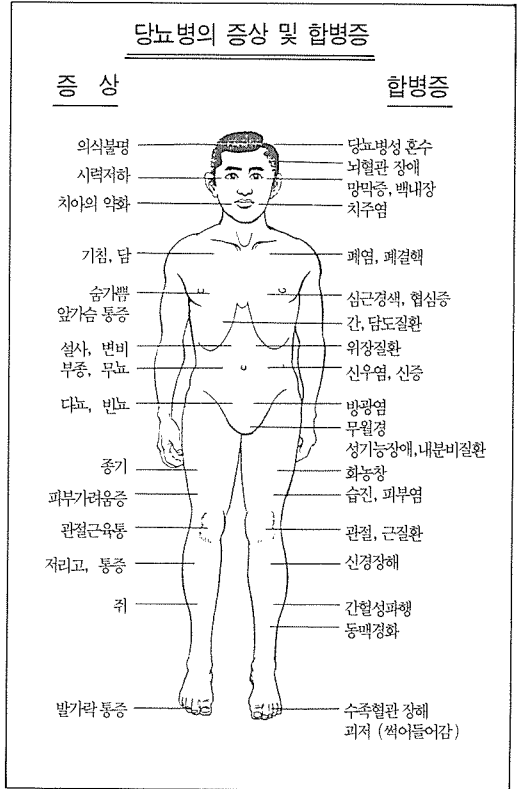 당뇨병의 증상 및 합병증
증 상
의식불명
시력저하
치아의 약화
기침, 담
숨가쁨
앞가슴 통증
설사, 변비
부종, 무뇨
다뇨, 빈뇨
종기
피부가려움증
관절근육통
저리고, 통증
쥐
발가락 통증
합병증
당뇨병성 혼수
뇌혈관 장애
망막증, 백내장
치주염
폐염, 폐결핵
심근경색, 협심증
간, 담도질환
위장질환
신우염, 신증
방광염
무월경
성기능장애, 내분비질환
화농창
습진, 피부염
관절, 근질환
신경장해
간헐성파행
동맥경화
수족혈관 장해
괴저 (썩어들어감)